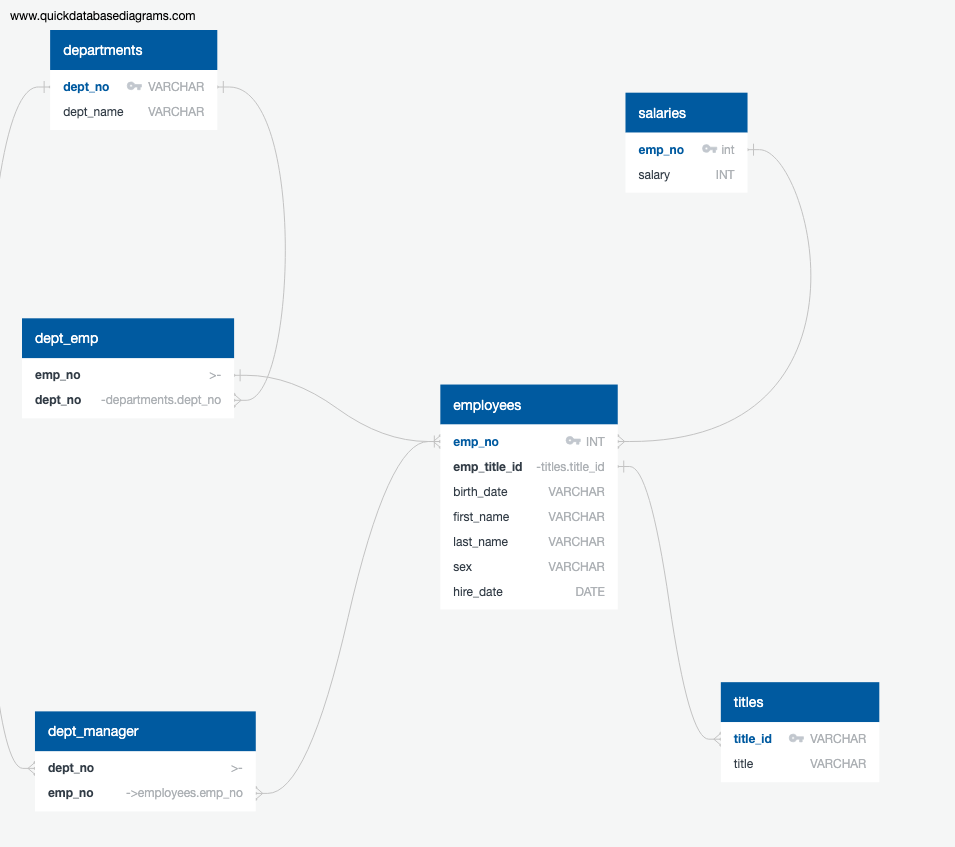 www.quickdatabasediagrams.com
departments
dept_no VARCHAR
dept_name VARCHAR
salaries
emp_no int
salary INT
dept_emp
emp_no >-
dept_no -departments.dept_no
employees
emp_no INT
emp_title_id -titles.title_id
birth_date VARCHAR
first_name VARCHAR
last_name VARCHAR
sex VARCHAR
hire_date DATE
titles
title_id VARCHAR
title VARCHAR
dept_manager
dept_no >-
emp_no ->employees.emp_no